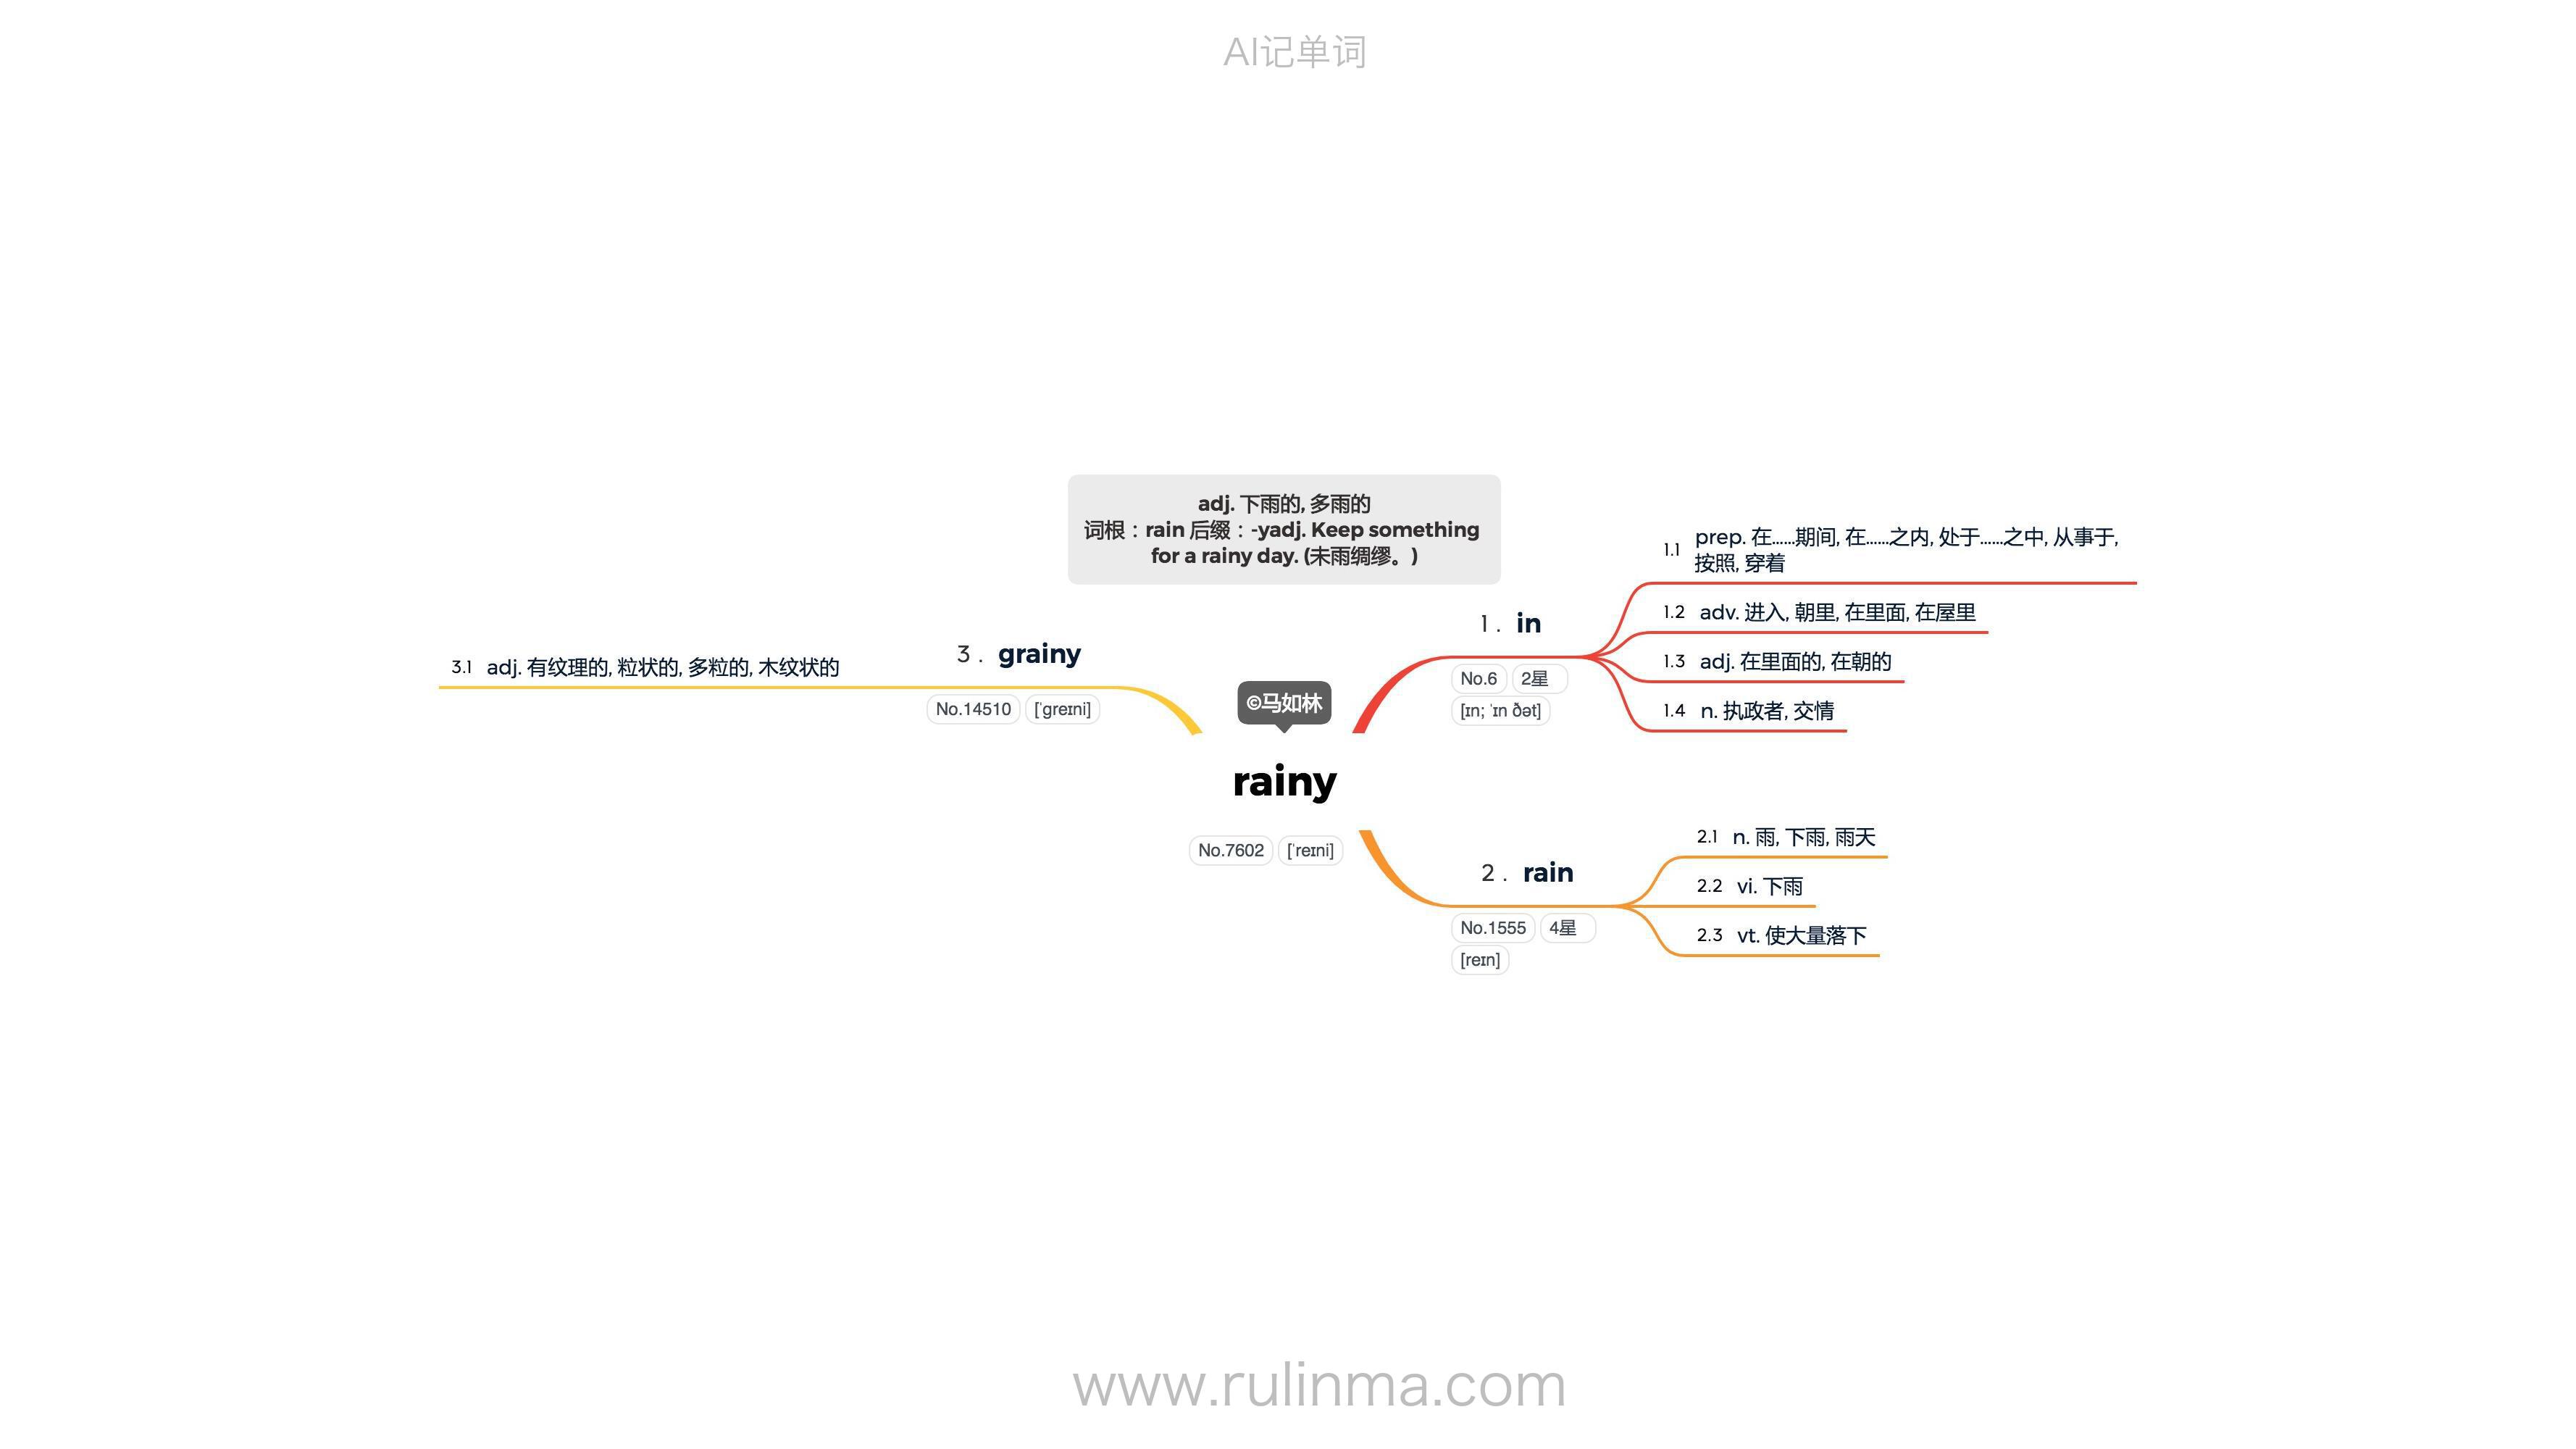 AI记单词
adj. 下雨的, 多雨的
词根：rain 后缀：-yadj. Keep something
for a rainy day. (未雨绸缪。)
©马如林
rainy
No.7602 ['reɪni]
1. in
No.6 2星
[ɪn; 'ɪn ðət]
1.1 prep. 在……期间, 在……之内, 处于……之中, 从事于,
按照, 穿着
1.2 adv. 进入, 朝里, 在里面, 在屋里
1.3 adj. 在里面的, 在朝的
1.4 n. 执政者, 交情
2. rain
No.1555 4星
[reɪn]
2.1 n. 雨, 下雨, 雨天
2.2 vi. 下雨
2.3 vt. 使大量落下
3. grainy
No.14510 ['greɪni]
3.1 adj. 有纹理的, 粒状的, 多粒的, 木纹状的
www.rulinma.com